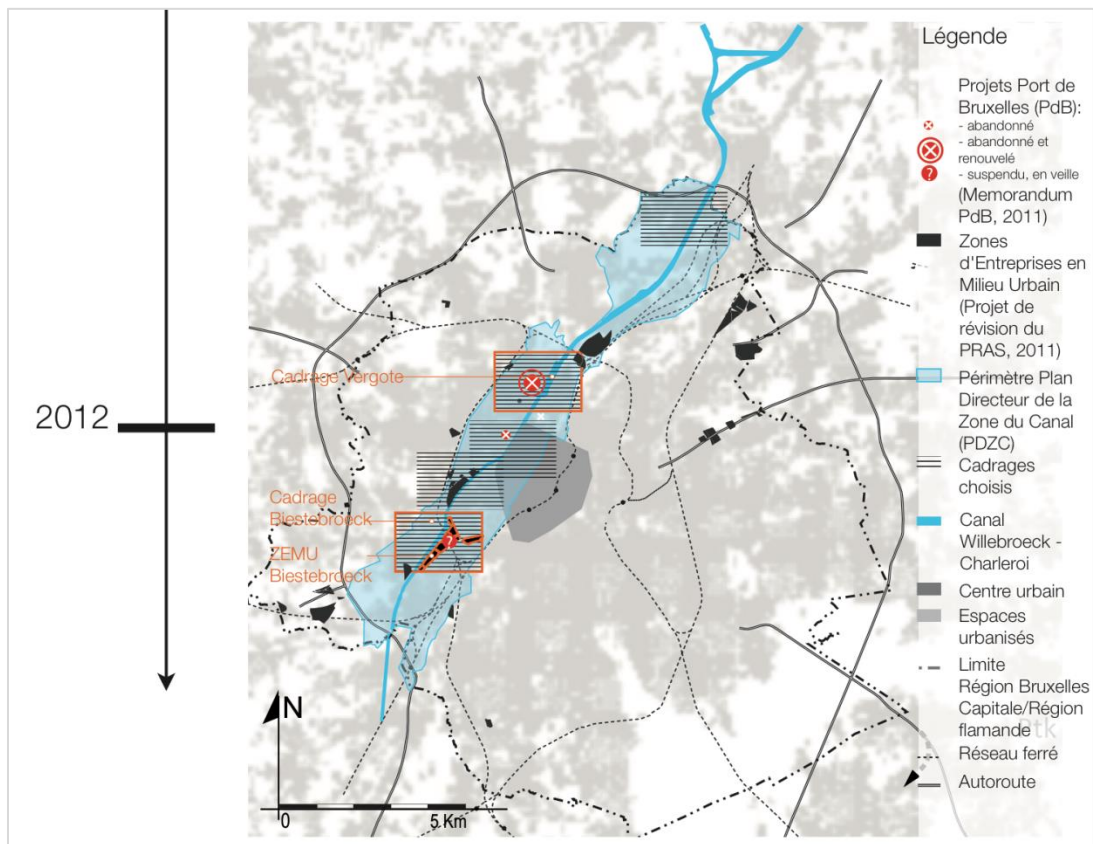 2012
Cadrage Vergote
Cadrage
Biestebroeck
ZEMU
Biestebroeck
?
N
0
5 Km
Légende
Projets Port de
Bruxelles (PdB):
- abandonné
- abandonné et
renouvelé
? - suspendu, en veille
(Memorandum
PdB, 2011)
Zones
d'Entreprises en
Milieu Urbain
(Projet de
révision du
PRAS, 2011)
Périmètre Plan
Directeur de la
Zone du Canal
(PDZC)
Cadrages
choisis
Canal
Willebroeck -
Charleroi
Centre urbain
Espaces
urbanisés
Limite
Région Bruxelles
Capitale/Région
flamande
Réseau ferré
Autoroute